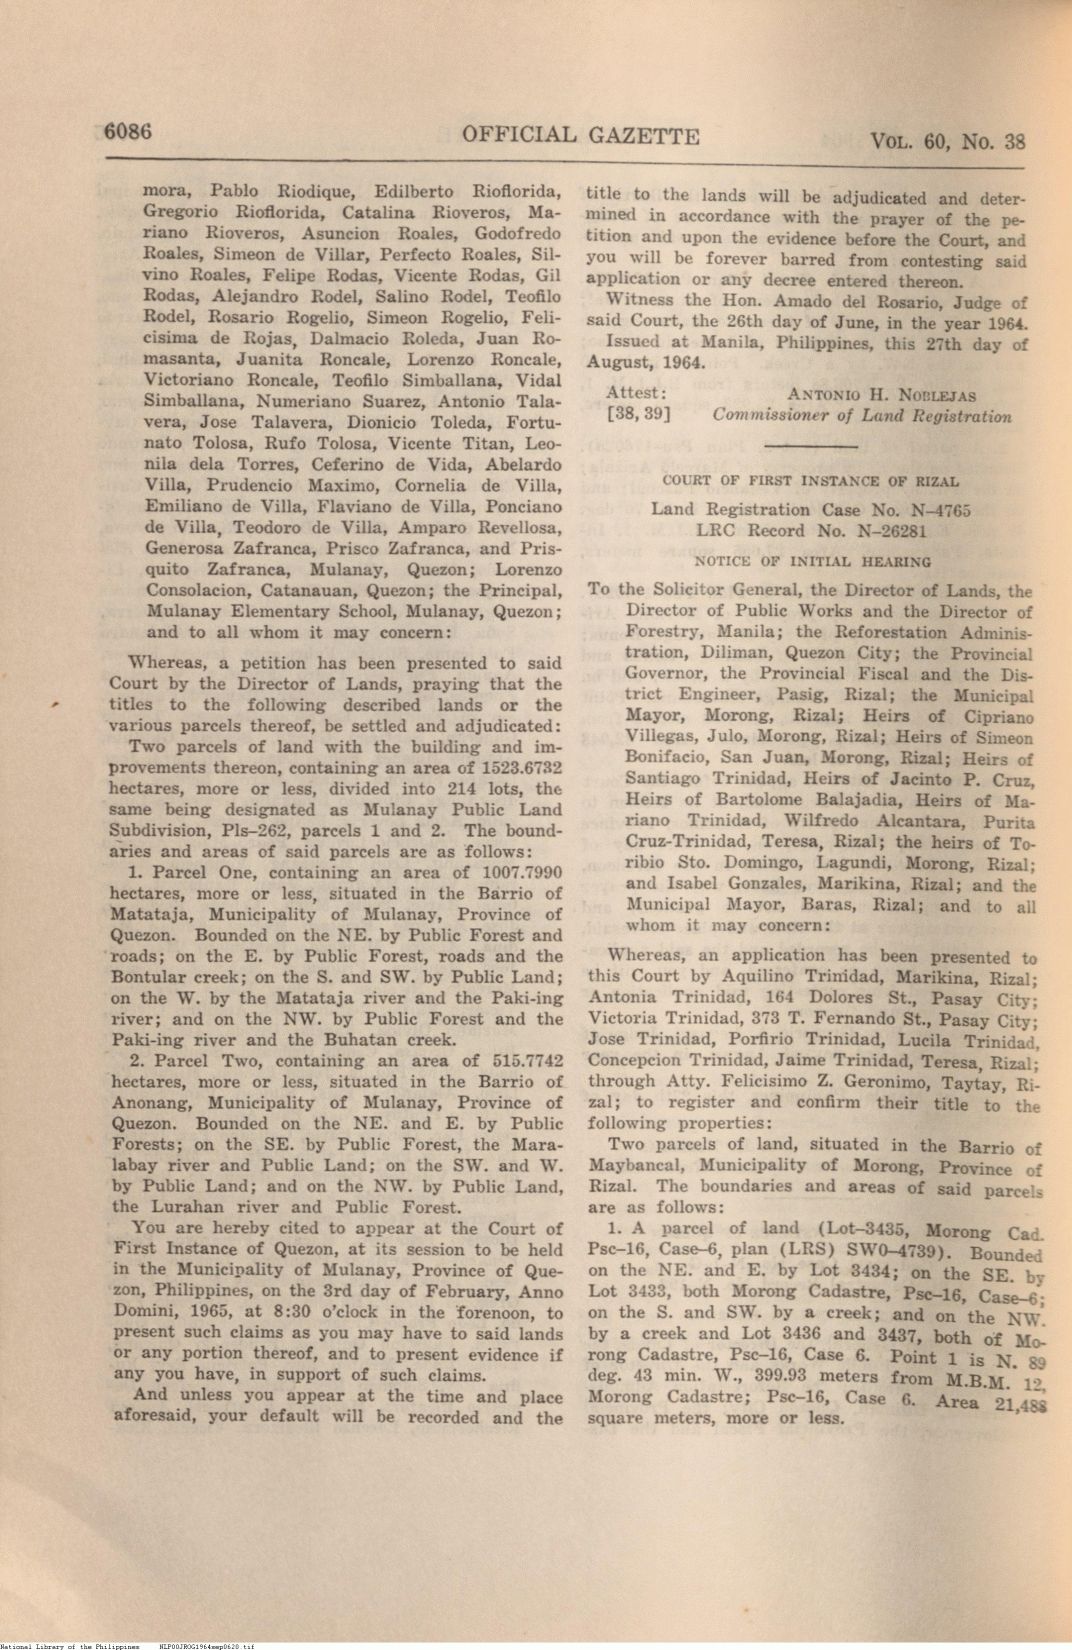 6086
OFFICIAL GAZETTE
VOL. 60, No. 38
mora, Pablo Riodique, Edilberto Rioflorida,
Gregorio Rioflorida, Catalina Rioveros, Ma-
riano Rioveros, Asuncion Roales, Godofredo
Roales, Simeon de Villar, Perfecto Roales, Sil-
vino Roales, Felipe Rodas, Vicente Rodas, Gil
Rodas, Alejandro Rodel, Salino Rodel, Teofilo
Rodel, Rosario Rogelio, Simeon Rogelio, Feli-
cisima de Rojas, Dalmacio Roleda, Juan Ro-
masanta, Juanita Roncale, Lorenzo Roncale,
Victoriano Roncale, Teofilo Simballana, Vidal
Simballana, Numeriano Suarez, Antonio Tala-
vera, Jose Talavera, Dionicio Toleda, Fortu-
nato Tolosa, Rufo Tolosa, Vicente Titan, Leo-
nila dela Torres, Ceferino de Vida, Abelardo
Villa, Prudencio Maximo, Cornelia de Villa,
Emiliano de Villa, Flaviano de Villa, Ponciano
de Villa, Teodoro de Villa, Amparo Revellosa,
Generosa Zafranca, Prisco Zafranca, and Pris-
quito Zafranca, Mulanay, Quezon; Lorenzo
Consolacion, Catanauan, Quezon; the Principal,
Mulanay Elementary School, Mulanay, Quezon;
and to all whom it may concern:
Whereas, a petition has been presented to said
Court by the Director of Lands, praying that the
titles to the following described lands or the
various parcels thereof, be settled and adjudicated:
Two parcels of land with the building and im-
provements thereon, containing an area of 1523.6732
hectares, more or less, divided into 214 lots, the
same being designated as Mulanay Public Land
Subdivision, Pls-262, parcels 1 and 2. The bound-
aries and areas of said parcels are as follows:
1. Parcel One, containing an area of 1007.7990
hectares, more or less, situated in the Barrio of
Matataja, Municipality of Mulanay, Province of
Quezon. Bounded on the NE. by Public Forest and
roads; on the E. by Public Forest, roads and the
Bontular creek; on the S. and SW. by Public Land;
on the W. by the Matataja river and the Paki-ing
river; and on the NW. by Public Forest and the
Paki-ing river and the Buhatan creek.
2. Parcel Two, containing an area of 515.7742
hectares, more or less, situated in the Barrio of
Anonang, Municipality of Mulanay, Province of
Quezon. Bounded on the NE. and E. by Public
Forests; on the SE. by Public Forest, the Mara-
labay river and Public Land; on the SW. and W.
by Public Land; and on the NW. by Public Land,
the Lurahan river and Public Forest.
You are hereby cited to appear at the Court of
First Instance of Quezon, at its session to be held
in the Municipality of Mulanay, Province of Que-
zon, Philippines, on the 3rd day of February, Anno
Domini, 1965, at 8:30 o'clock in the forenoon, to
present such claims as you may have to said lands
or any portion thereof, and to present evidence if
any you have, in support of such claims.
And unless you appear at the time and place
aforesaid, your default will be recorded and the
title to the lands will be adjudicated and deter-
mined in accordance with the prayer of the pe-
tition and upon the evidence before the Court, and
you will be forever barred from contesting said
application or any decree entered thereon.
Witness the Hon. Amado del Rosario, Judge of
said Court, the 26th day of June, in the year 1964.
Issued at Manila, Philippines, this 27th day of
August, 1964.
Attest: ANTONIO H. NOBLEJAS
[38, 39] Commissioner of Land Registration
COURT OF FIRST INSTANCE OF RIZAL
Land Registration Case No. N-4765
LRC Record No. N-26281
NOTICE OF INITIAL HEARING
To the Solicitor General, the Director of Lands, the
Director of Public Works and the Director of
Forestry, Manila; the Reforestation Adminis-
tration, Diliman, Quezon City; the Provincial
Governor, the Provincial Fiscal and the Dis-
trict Engineer, Pasig, Rizal; the Municipal
Mayor, Morong, Rizal; Heirs of Cipriano
Villegas, Julo, Morong, Rizal; Heirs of Simeon
Bonifacio, San Juan, Morong, Rizal; Heirs of
Santiago Trinidad, Heirs of Jacinto P. Cruz,
Heirs of Bartolome Balajadia, Heirs of Ma-
riano Trinidad, Wilfredo Alcantara, Purita
Cruz-Trinidad, Teresa, Rizal; the heirs of To-
ribio Sto. Domingo, Lagundi, Morong, Rizal;
and Isabel Gonzales, Marikina, Rizal; and the
Municipal Mayor, Baras, Rizal; and to all
whom it may concern:
Whereas, an application has been presented to
this Court by Aquilino Trinidad, Marikina, Rizal;
Antonia Trinidad, 164 Dolores St., Pasay City;
Victoria Trinidad, 373 T. Fernando St., Pasay City;
Jose Trinidad, Porfirio Trinidad, Lucila Trinidad,
Concepcion Trinidad, Jaime Trinidad, Teresa, Rizal;
through Atty. Felicisimo Z. Geronimo, Taytay, Ri-
zal; to register and confirm their title to the
following properties:
Two parcels of land, situated in the Barrio of
Maybancal, Municipality of Morong, Province of
Rizal. The boundaries and areas of said parcels
are as follows:
1. A parcel of land (Lot-3435, Morong Cad.
Psc-16, Case-6, plan (LRS) SWO-4739). Bounded
on the NE. and E. by Lot 3434; on the SE. by
Lot 3433, both Morong Cadastre, Psc-16, Case-6;
on the S. and SW. by a creek; and on the NW.
by a creek and Lot 3436 and 3437, both of Mo-
rong Cadastre, Psc-16, Case 6. Point 1 is N. 89
deg. 43 min. W., 399.93 meters from M.B.M. 12,
Morong Cadastre; Psc-16, Case 6. Area 21,488
square meters, more or less.
National Library of the Philippines NLP00JROG1964sep0620.tif